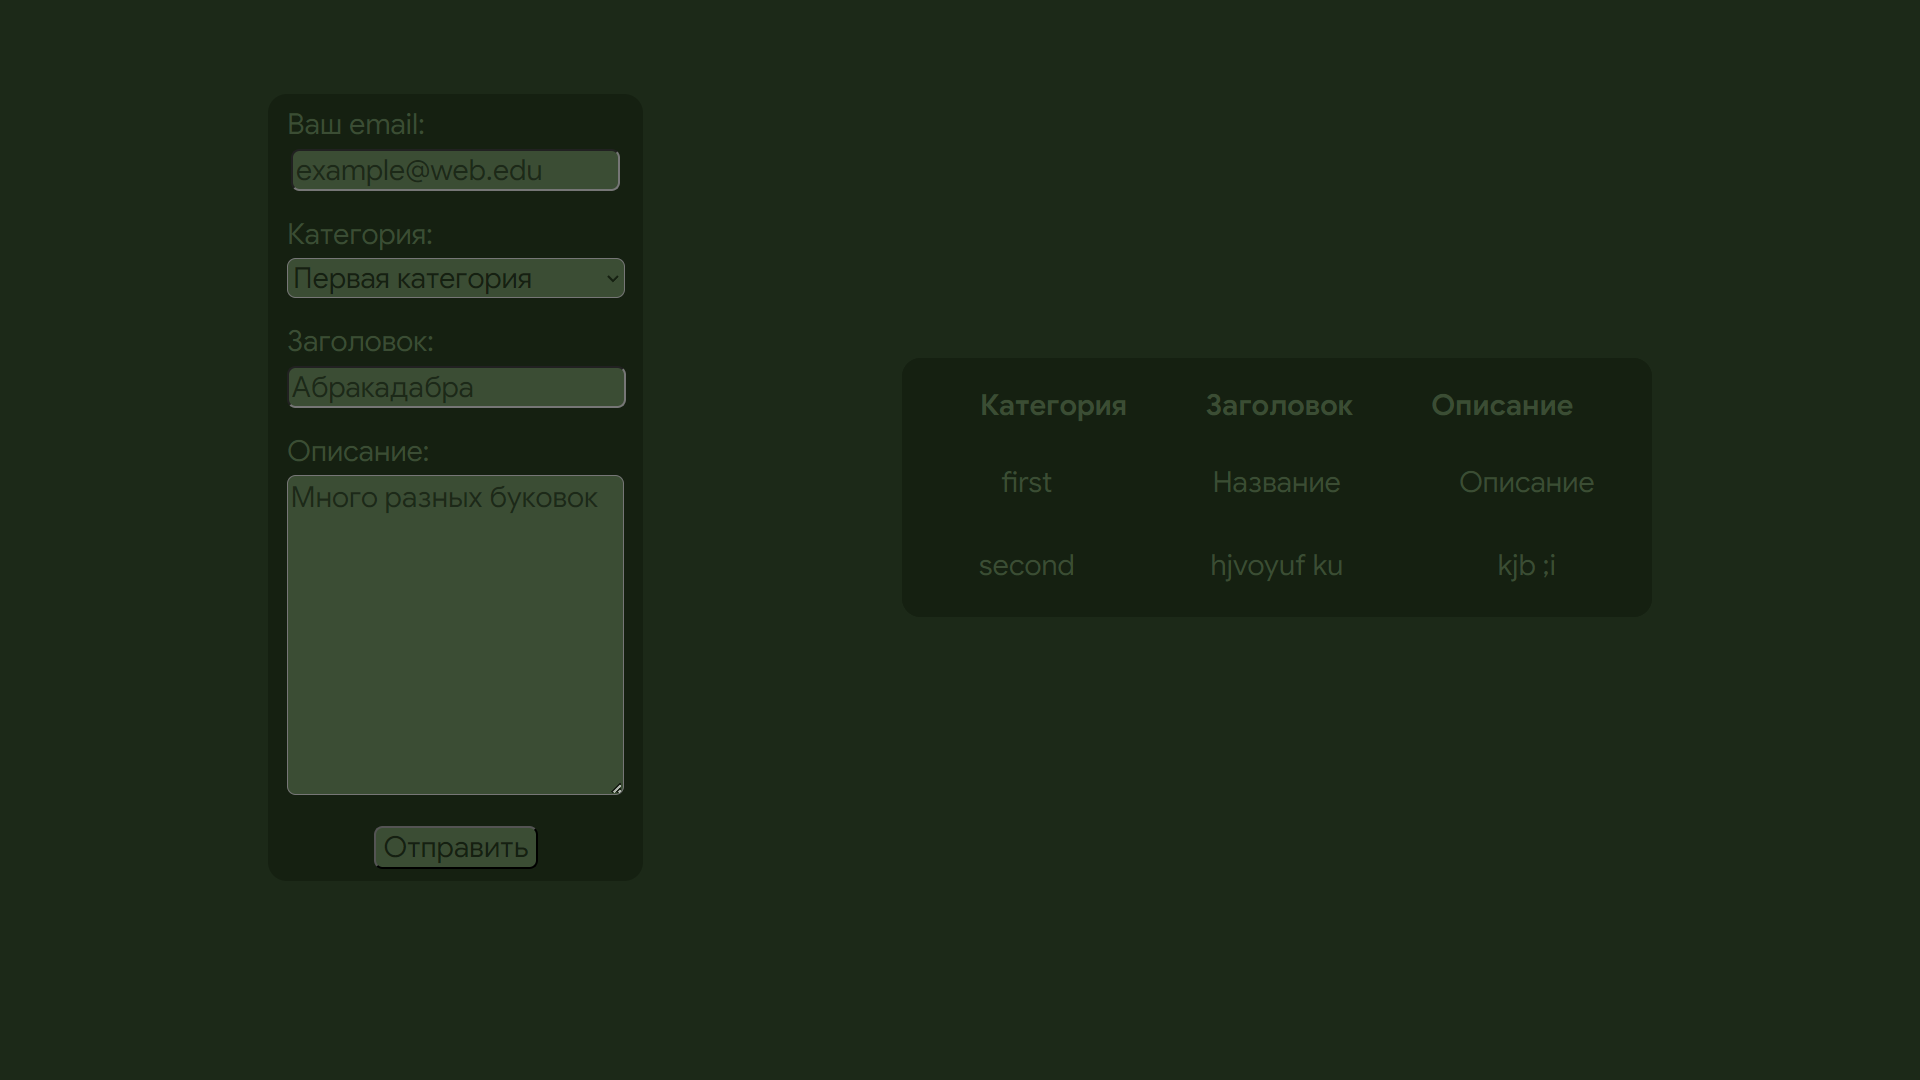 Ваш email:
example@web.edu
Категория:
Первая категория
Заголовок:
Абракадабра
Описание:
Много разных буковок
Отправить
Категория Заголовок Описание
first Название Описание
second hjvoyuf ku kjb ;i